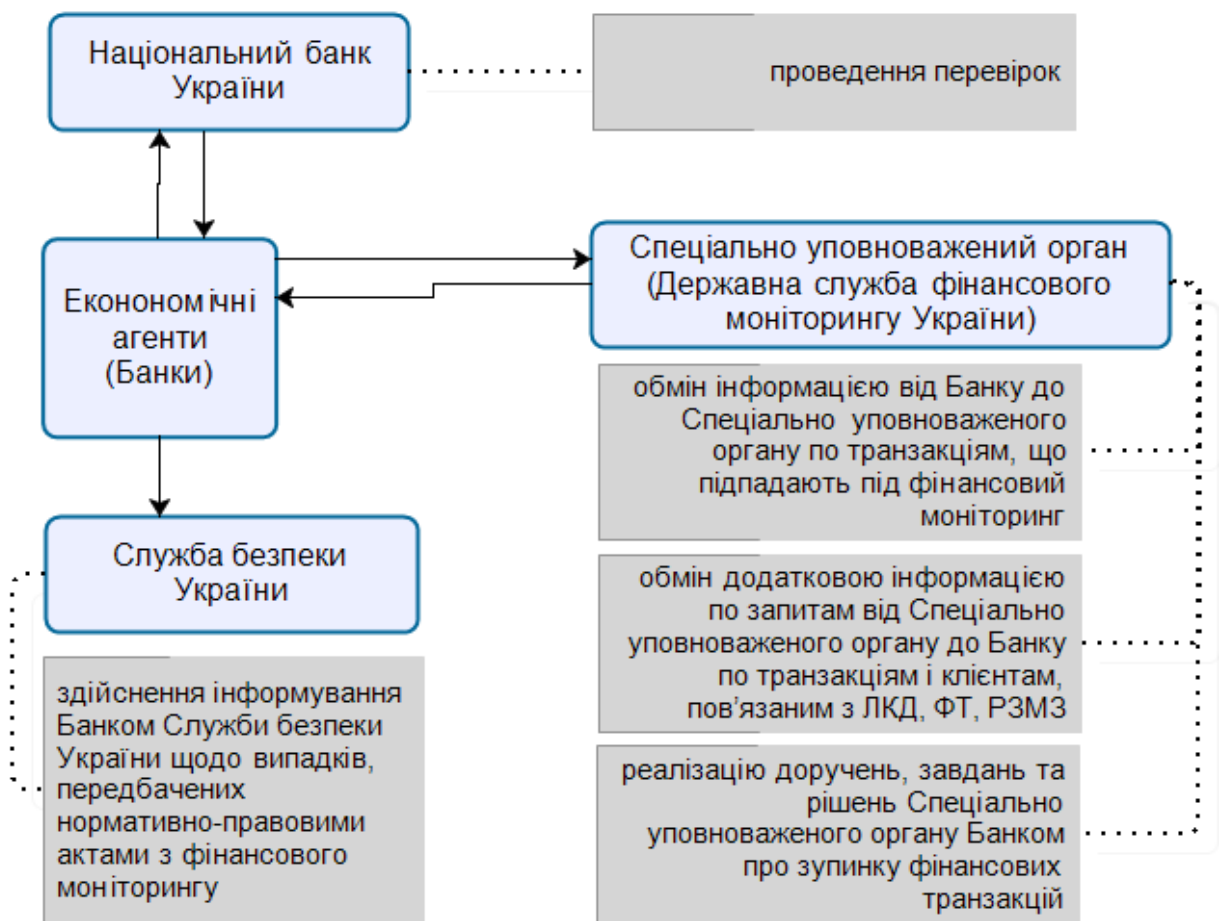 Національний банк
України
проведення перевірок
Спеціально уповноважений орган
(Державна служба фінансового
моніторингу України)
Екнономічні
агенти
(Банки)
обмін інформацією від Банку до
Спеціально уповноваженого
органу по транзакціям, що
підпадають під фінансовий
моніторинг
Служба безпеки
України
обмін додатковою інформацією
по запитам від Спеціально
уповноваженого органу до Банку
по транзакціям і клієнтам,
пов’язаним з ЛКД, ФТ, РЗМЗ
здійснення інформування
Банком Служби безпеки
України щодо випадків,
передбачених
нормативно-правовими
актами з фінансового
моніторингу
реалізацію доручень, завдань та
рішень Спеціально
уповноваженого органу Банком
про зупинку фінансових
транзакцій